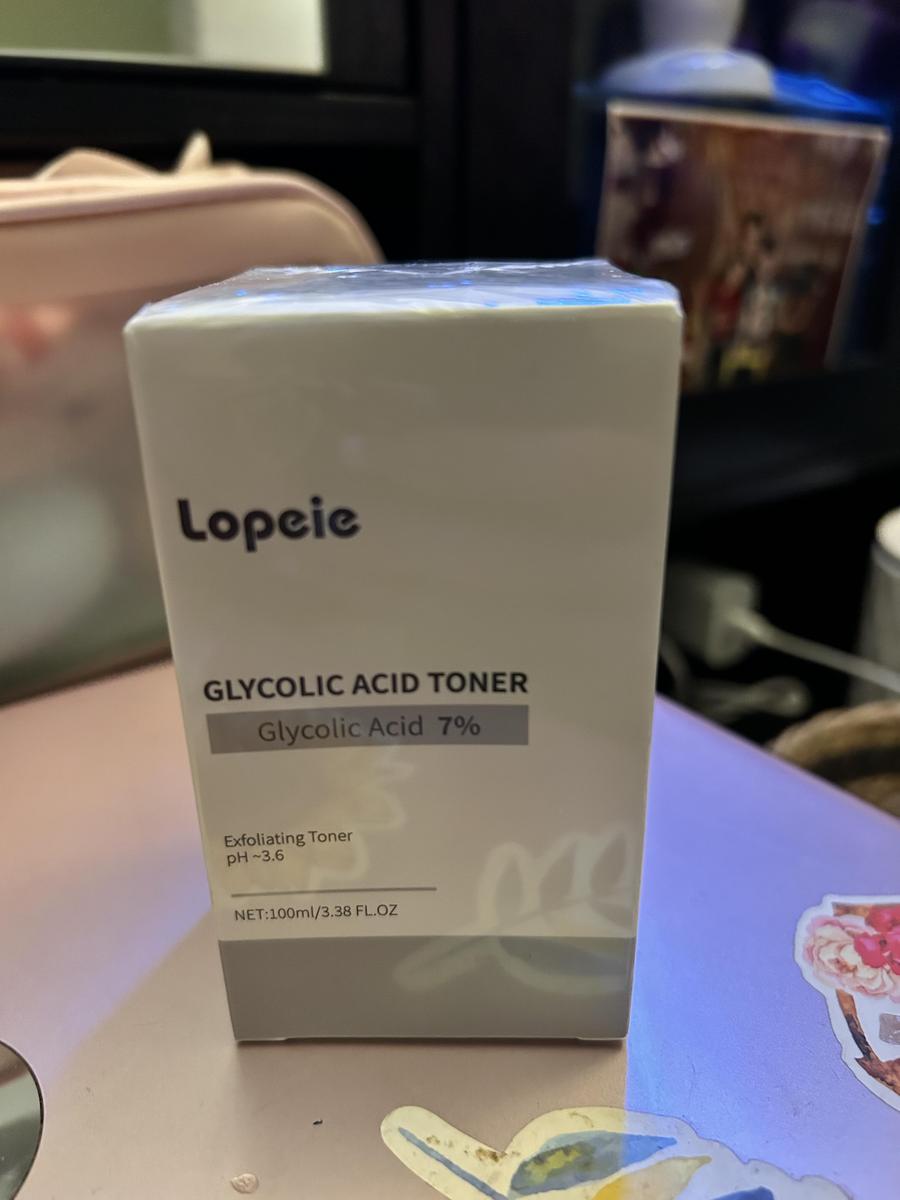 Lopeie
GLYCOLIC ACID TONER
Glycolic Acid 7%
Exfoliating Toner
pH ~3.6
NET:100ml/3.38 FL.OZ